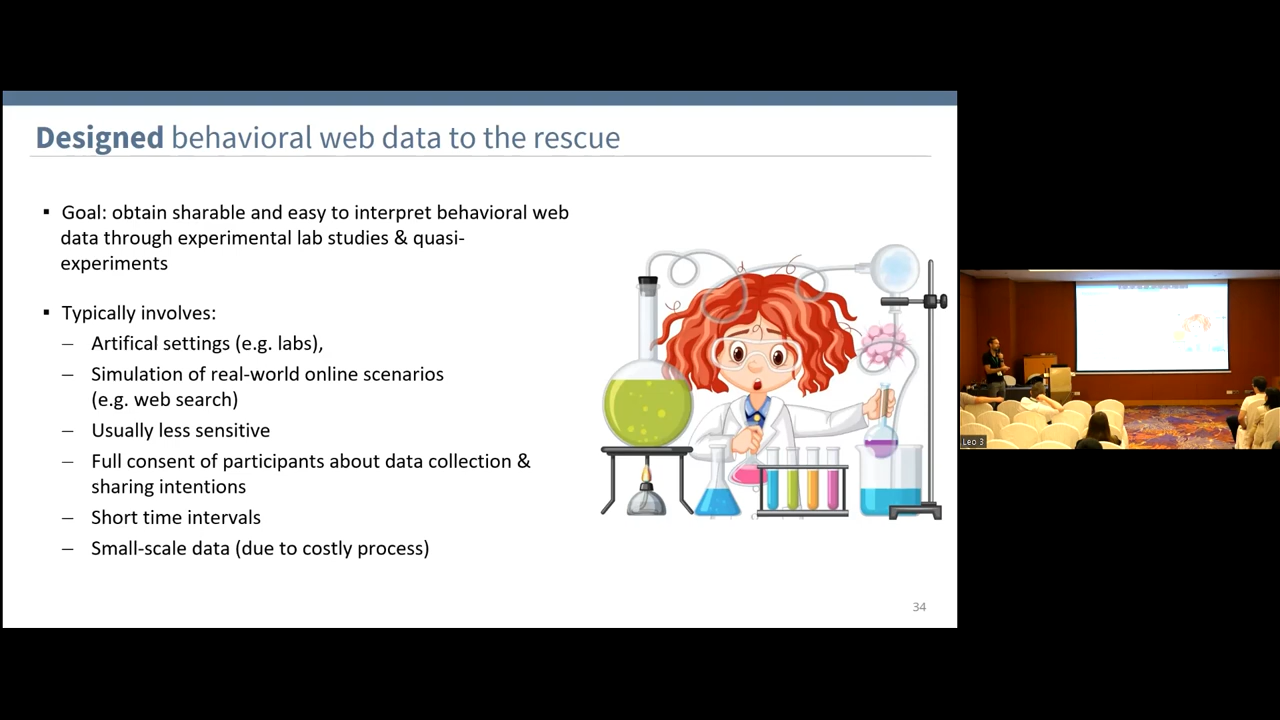 Designed behavioral web data to the rescue
▪ Goal: obtain sharable and easy to interpret behavioral web
data through experimental lab studies & quasi-
experiments
▪ Typically involves:
– Artifical settings (e.g. labs),
– Simulation of real-world online scenarios
(e.g. web search)
– Usually less sensitive
– Full consent of participants about data collection &
sharing intentions
– Short time intervals
– Small-scale data (due to costly process)
34
Leo 3